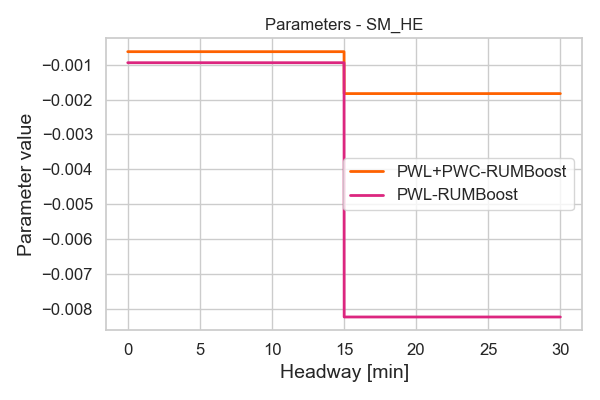 Parameters - SM_HE
Parameter value
−0.001
−0.002
−0.003
−0.004
−0.005
−0.006
−0.007
−0.008
PWL+PWC-RUMBoost
PWL-RUMBoost
0 5 10 15 20 25 30
Headway [min]